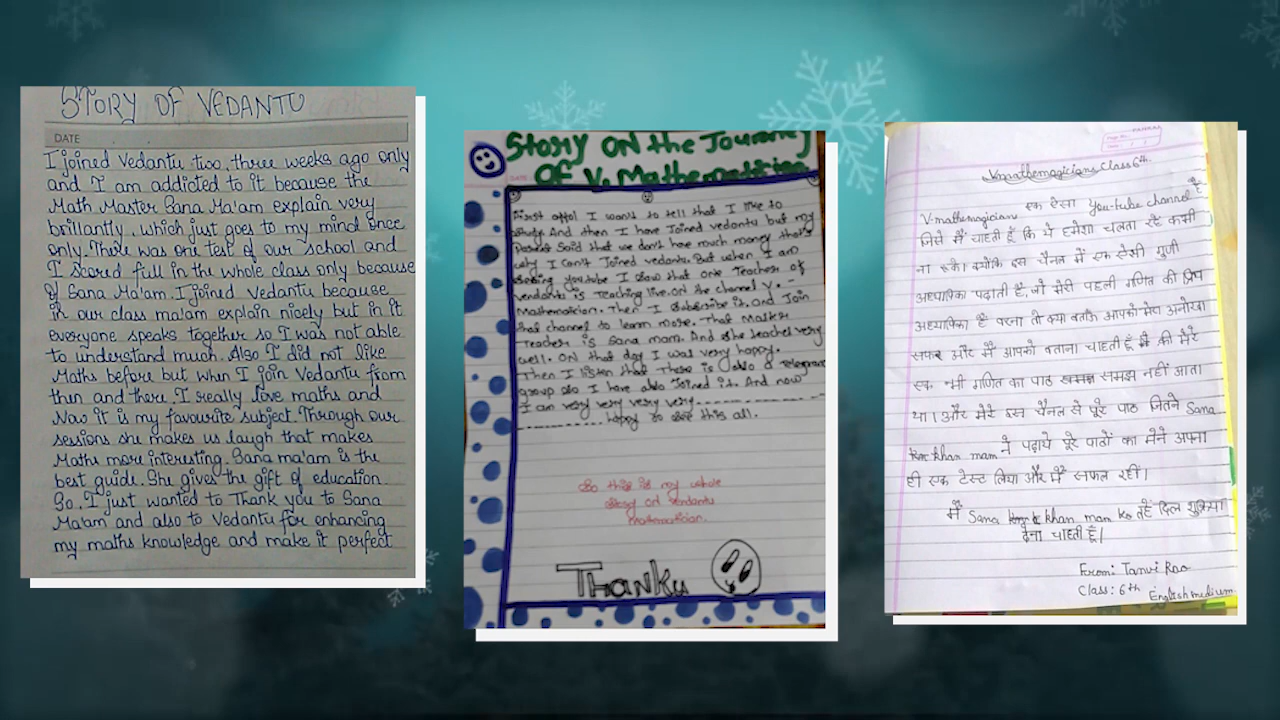 STORY OF VEDANTU
DATE
I joined Vedantu two, three weeks ago only
and I am addicted to it because the
Math Master Sana Ma'am explain very
brilliantly, which just goes to my mind once
only. There was one test of our school and
I scored full in the whole class only because
of Sana Ma'am. I joined Vedantu because
in our class ma'am explain nicely but in it
everyone speaks together so I was not able
to understand much. Also I did not like
Maths before but when I join Vedantu from
then and there I really love maths and
Now it is my favourite subject. Through our
sessions she makes us laugh that makes
Maths more interesting. Sana ma'am is the
best guide. She gives the gift of education.
So, I just wanted to Thank you to Sana
Ma'am and also to Vedantu for enhancing
my maths knowledge and make it perfect
Story ON the Journey
OF V. Mathematician
First I want to tell that I like to
study And then I have Joined vedantu but my
said that we don't have much money that's
why I can't Joined vedantu. But when I am
seeing youtube I saw that one Teacher of
vendantu is Teaching live. on the channel V. -
Mathematician. Then I subscribe it. and Join
that channel to learn more. That Maths
Teacher is Sana mam. And she teached very
well. ON that day I was very happy.
Then I listen that There is also a Telegram
group so I have also Joined it. And now
I am very very very very
happy to see this all.
So this is my whole
story on vendantu
mathematician.
Thanku
Vmathemagicians Class 6th.
V-mathemagicians एक ऐसा You-tube channel है
जिसे मैं चाहती हूँ कि ये हमेशा चलता रहे कभी
ना रुके। क्योंकि इस चैनल में एक ऐसी गुणी
अध्यापिका पढ़ाती है, जो मेरी पहली गणित की प्रिय
अध्यापिका है वरना तो क्या बताऊँ आपको मेरा अनोखा
सफर और मैं आपको बताना चाहती हूँ की मेरे
एक भी गणित का पाठ समझ नहीं आता
था। और मेरे इस चैनल से पूरे पाठ जितने Sana
khan mam ने पढ़ाये पूरे पाठों का मैंने अपना
ही एक टेस्ट लिया और मैं सफल रही।
मैं Sana khan mam ko तहें दिल शुक्रिया
देना चाहती हूँ।
From: Tanvi Rao
Class: 6th English medium.